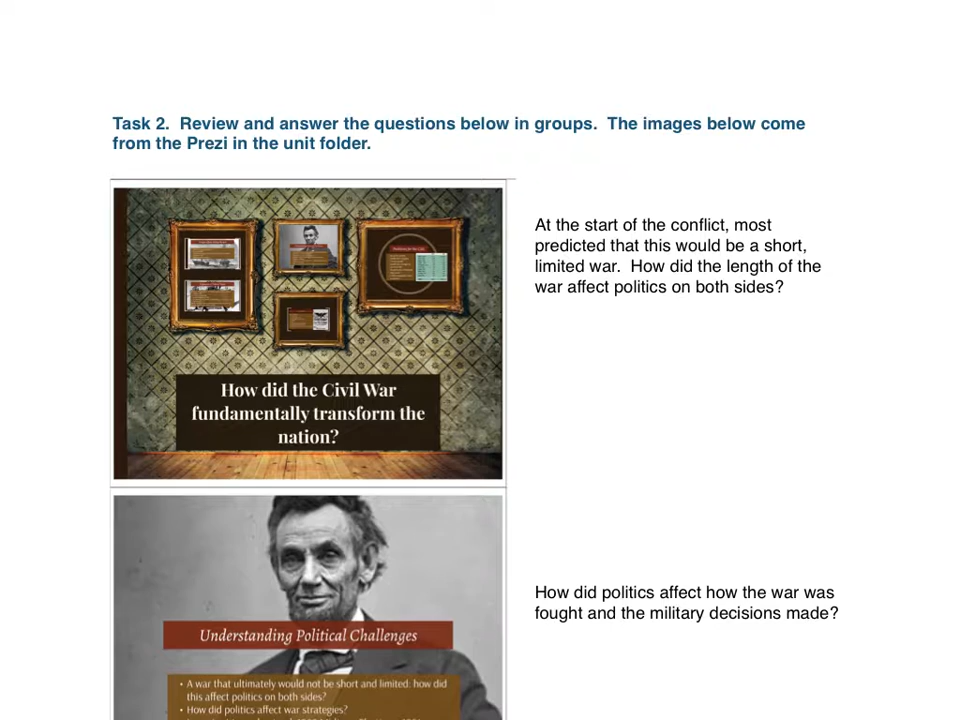 Task 2.  Review and answer the questions below in groups.  The images below come
from the Prezi in the unit folder.
At the start of the conflict, most
predicted that this would be a short,
limited war.  How did the length of the
war affect politics on both sides?
How did the Civil War
fundamentally transform the
nation?
How did politics affect how the war was
fought and the military decisions made?
Understanding Political Challenges
• A war that ultimately would not be short and limited: how did
this affect politics on both sides?
• How did politics affect war strategies?